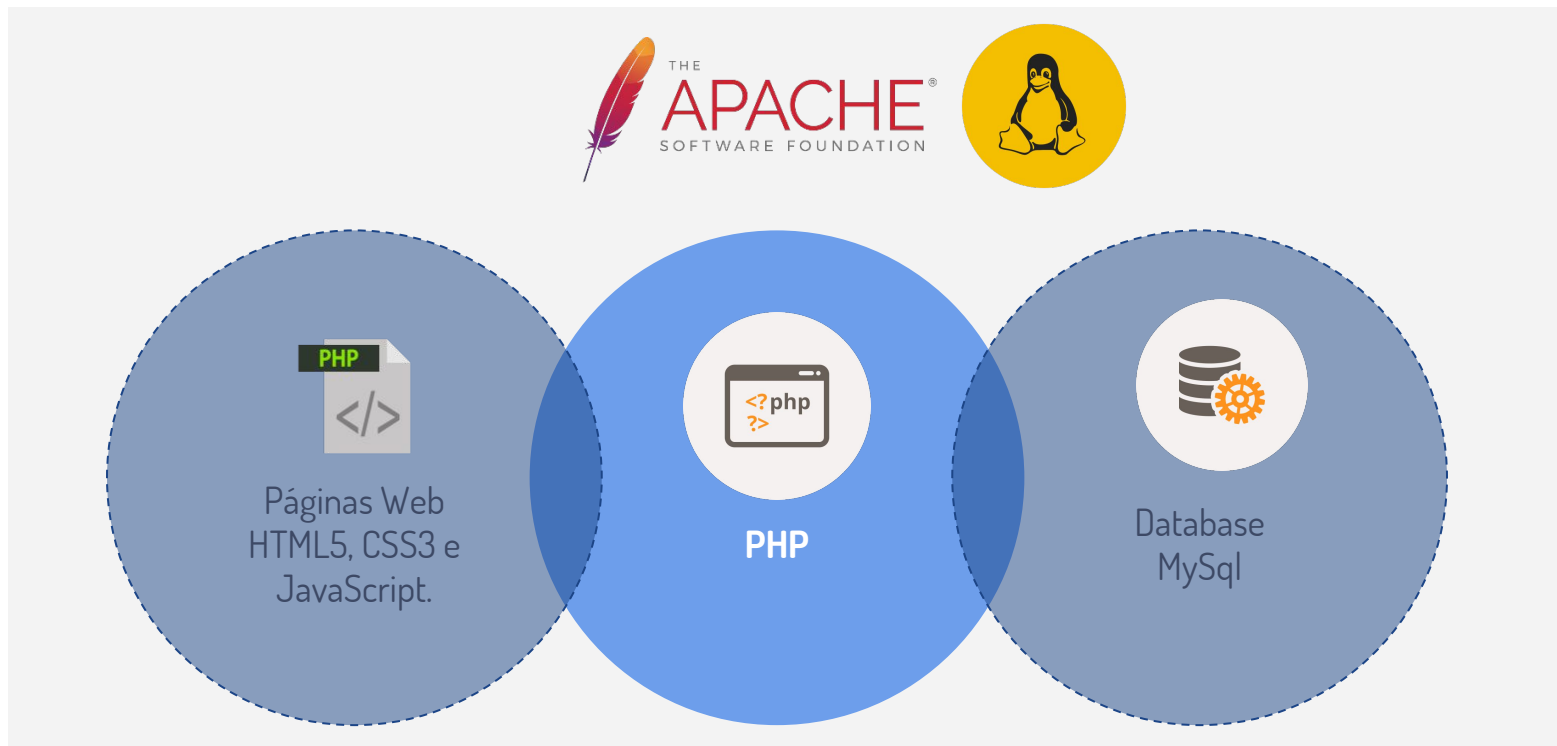 THE
APACHE®
SOFTWARE FOUNDATION
PHP
</>
Páginas Web
HTML5, CSS3 e
JavaScript.
<?php
?>
PHP
Database
MySql